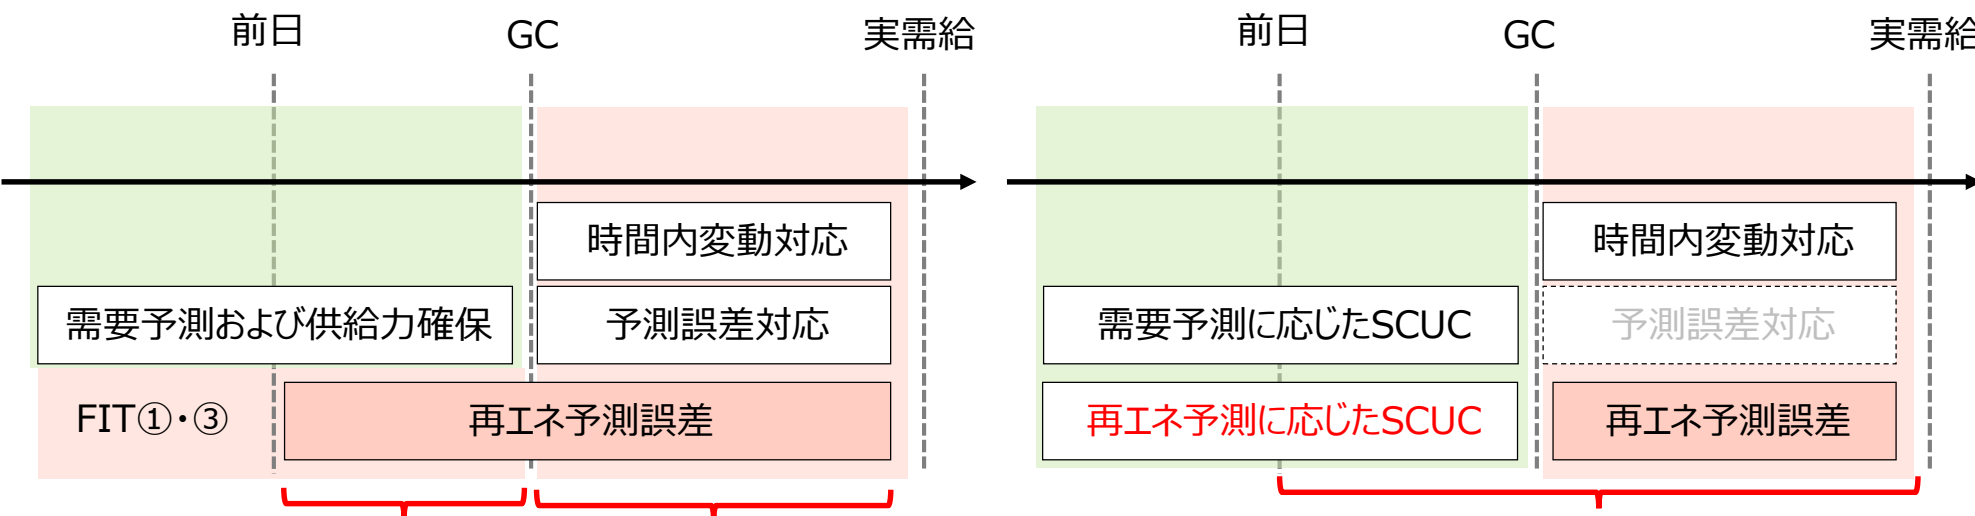 前日 GC 実需給
時間内変動対応
需要予測および供給力確保 予測誤差対応
FIT①・③ 再エネ予測誤差
前日 GC 実需給
時間内変動対応
需要予測に応じたSCUC 予測誤差対応
再エネ予測に応じたSCUC 再エネ予測誤差